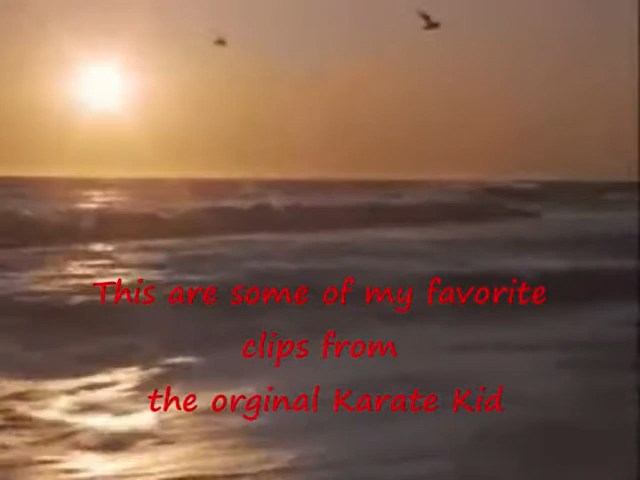 This are some of my favorite
clips from
the orginal Karate Kid